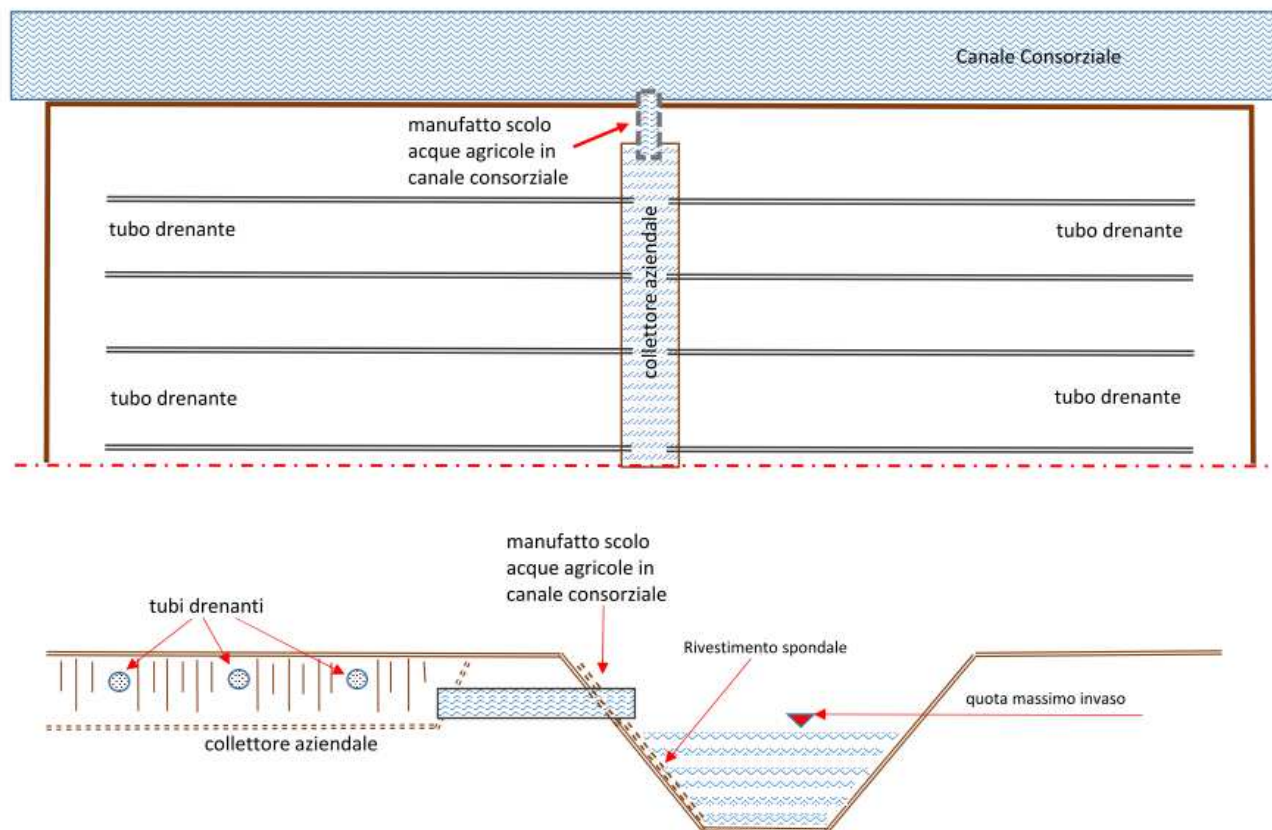 Canale Consorziale
manufatto scolo
acque agricole in
canale consorziale
tubo drenante
tubo drenante
collettore aziendale
tubo drenante
tubo drenante
manufatto scolo
acque agricole in
canale consorziale
tubi drenanti
Rivestimento spondale
quota massimo invaso
collettore aziendale